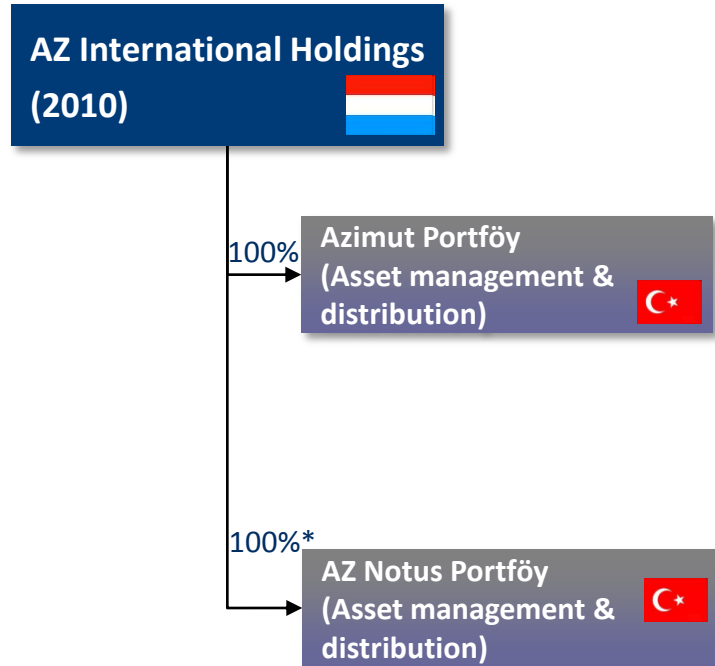 AZ International Holdings
(2010)
100%
Azimut Portföy
(Asset management &
distribution)
100%*
AZ Notus Portföy
(Asset management &
distribution)